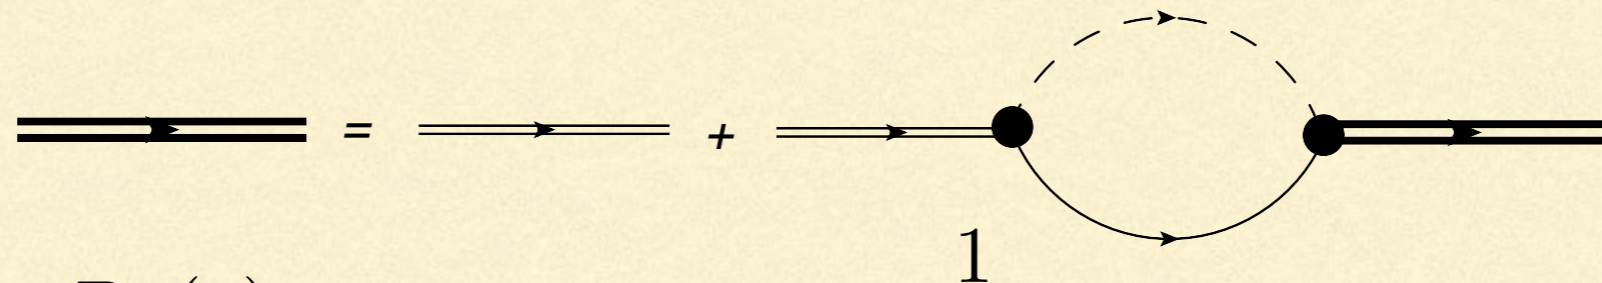 = +
1